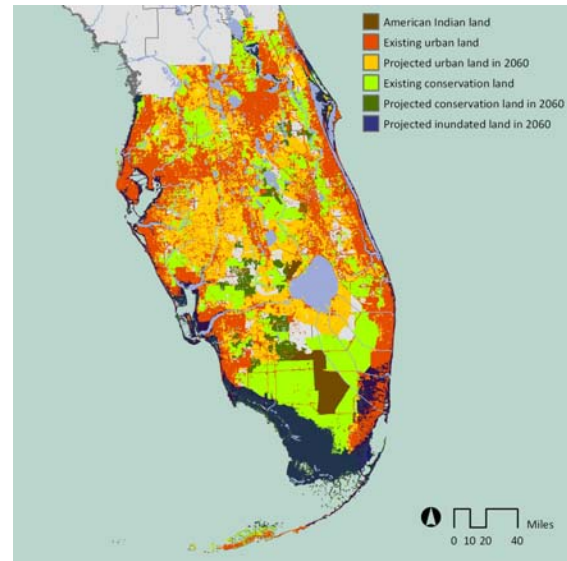 American Indian land
Existing urban land
Projected urban land in 2060
Existing conservation land
Projected conservation land in 2060
Projected inundated land in 2060
Miles
0 10 20 40